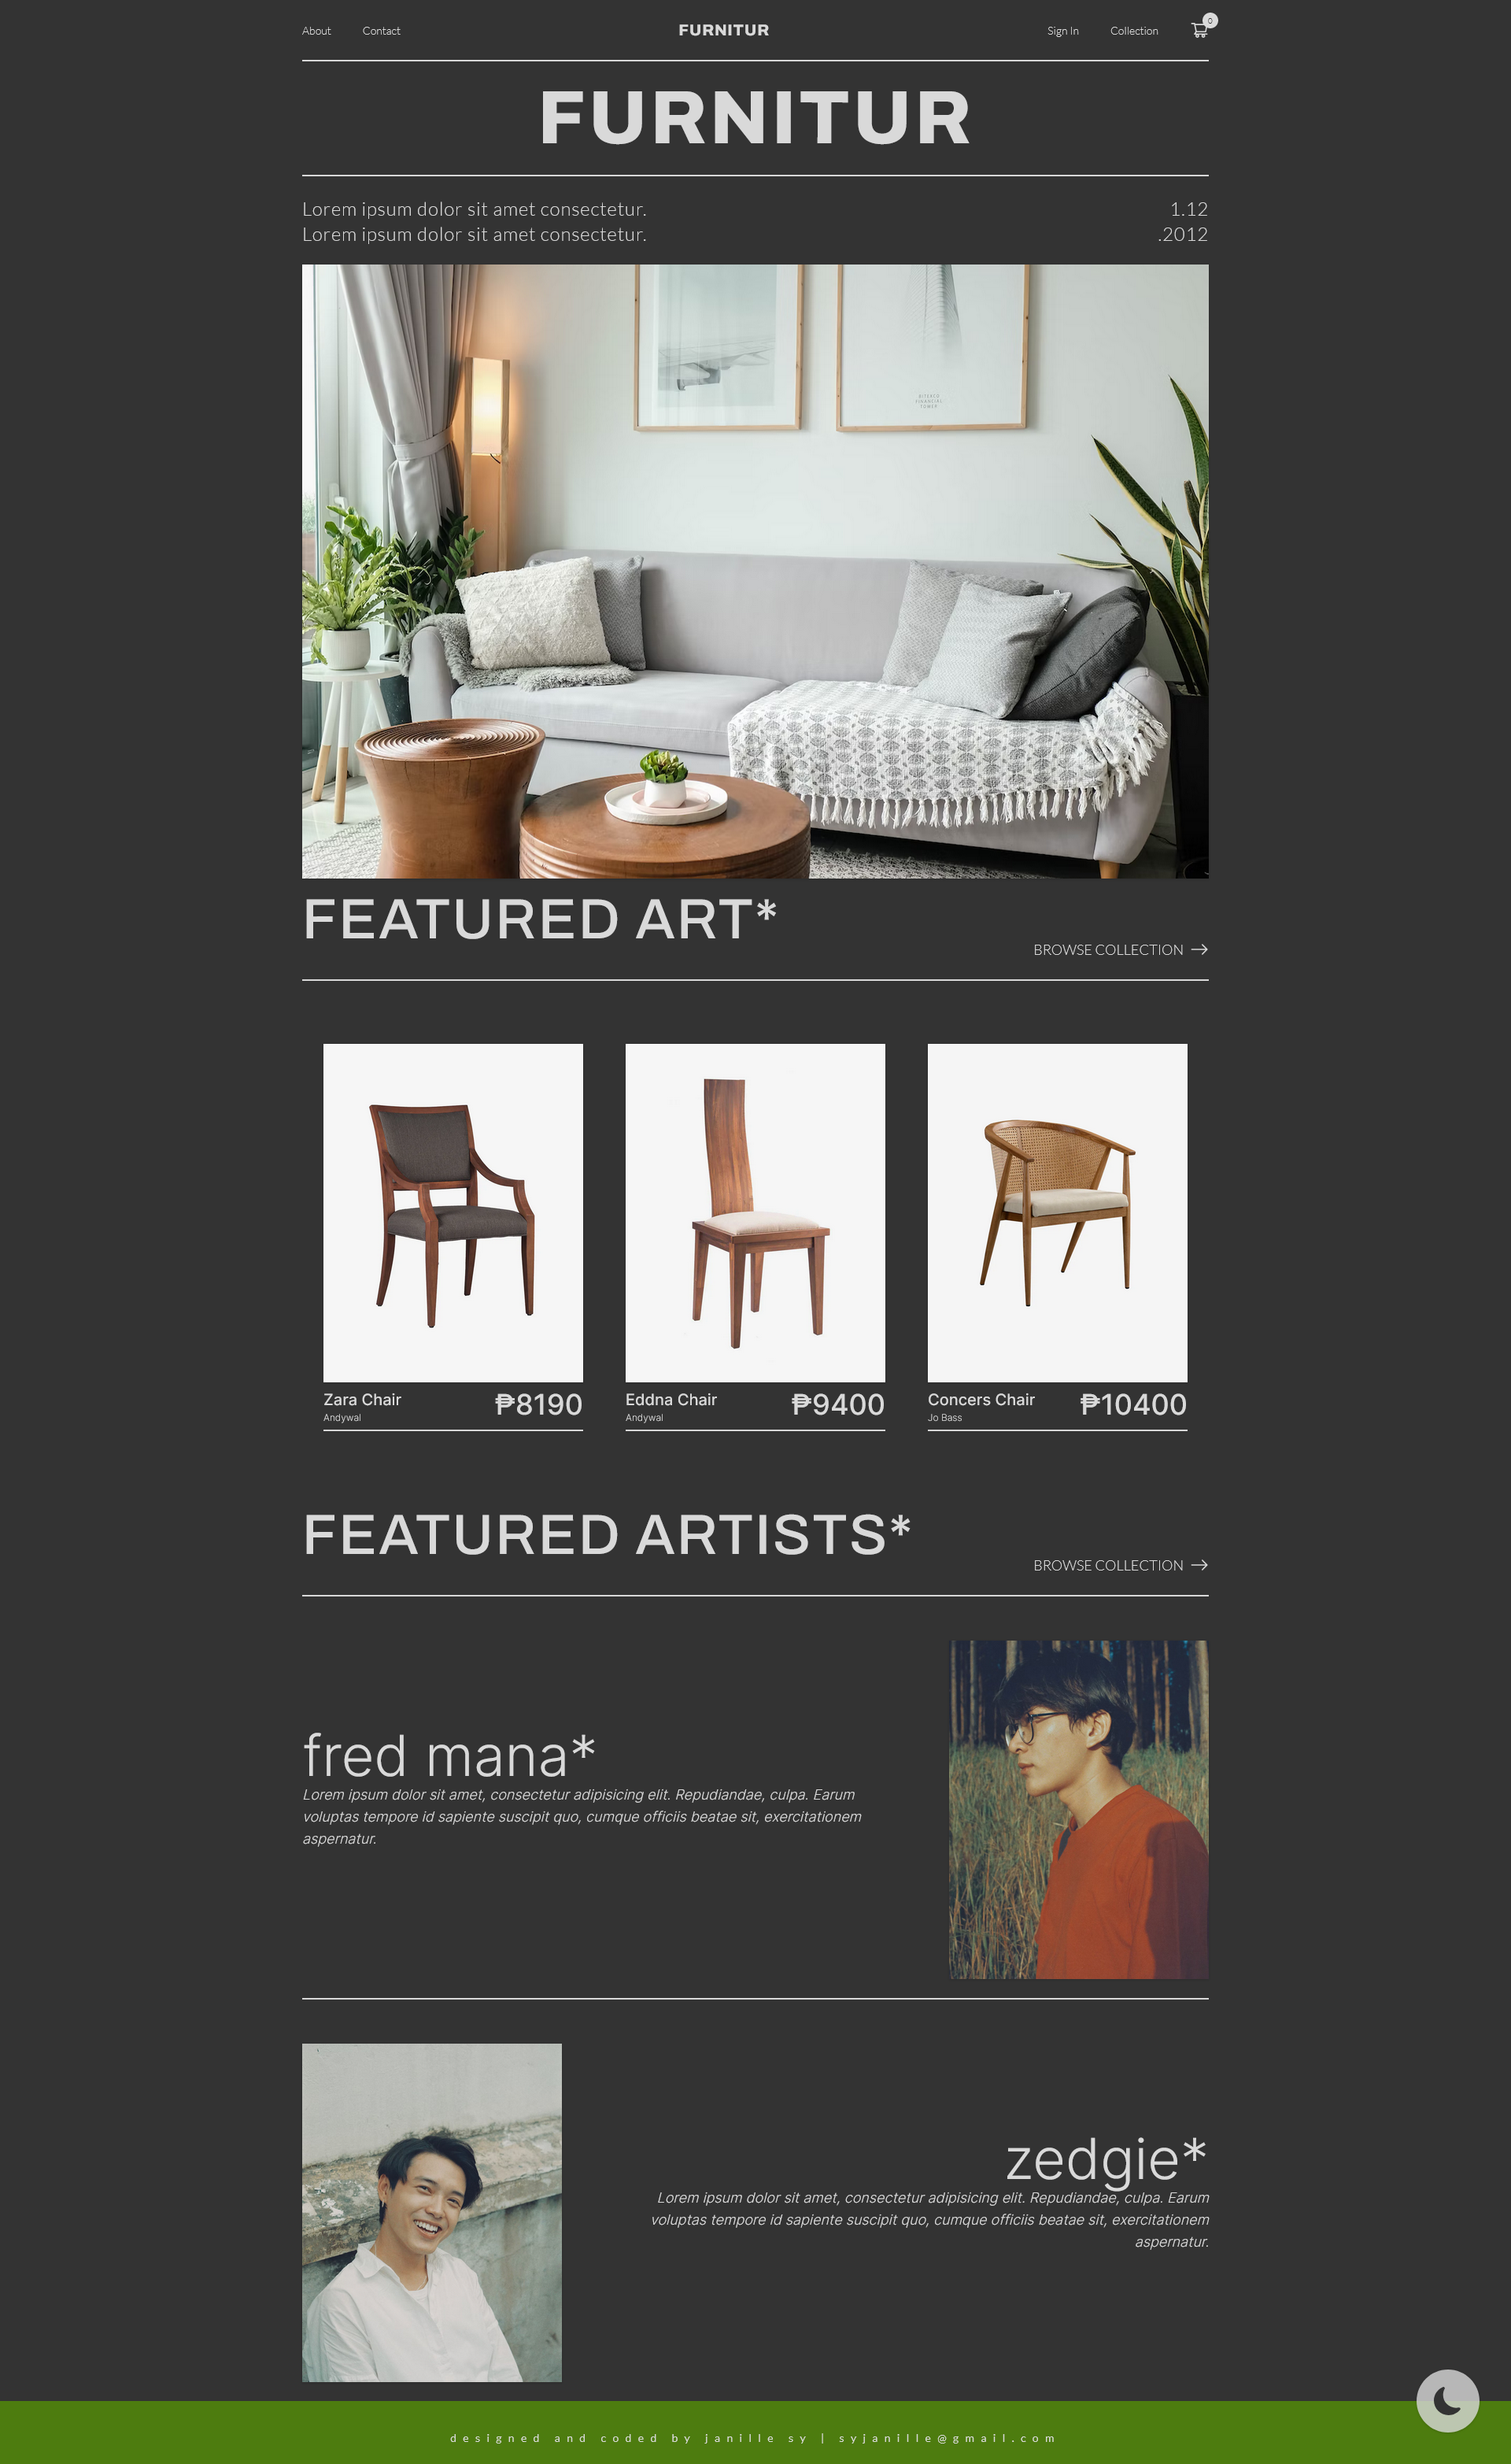 About Contact FURNITUR Sign In Collection 0
FURNITUR
Lorem ipsum dolor sit amet consectetur. 1.12
Lorem ipsum dolor sit amet consectetur. .2012
FEATURED ART*
BROWSE COLLECTION
Zara Chair ₱8190
Andywal
Eddna Chair ₱9400
Andywal
Concers Chair ₱10400
Jo Bass
FEATURED ARTISTS*
BROWSE COLLECTION
fred mana*
Lorem ipsum dolor sit amet, consectetur adipisicing elit. Repudiandae, culpa. Earum
voluptas tempore id sapiente suscipit quo, cumque officiis beatae sit, exercitationem
aspernatur.
zedgie*
Lorem ipsum dolor sit amet, consectetur adipisicing elit. Repudiandae, culpa. Earum
voluptas tempore id sapiente suscipit quo, cumque officiis beatae sit, exercitationem
aspernatur.
designed and coded by janille sy | syjanille@gmail.com